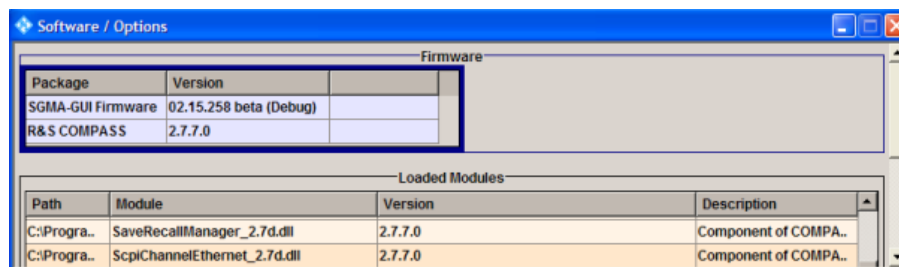 Software / Options
Firmware
Package Version
SGMA-GUI Firmware 02.15.258 beta (Debug)
R&S COMPASS 2.7.7.0
Loaded Modules
Path Module Version Description
C:\Progra.. SaveRecallManager_2.7d.dll 2.7.7.0 Component of COMPA..
C:\Progra.. ScpiChannelEthernet_2.7d.dll 2.7.7.0 Component of COMPA..